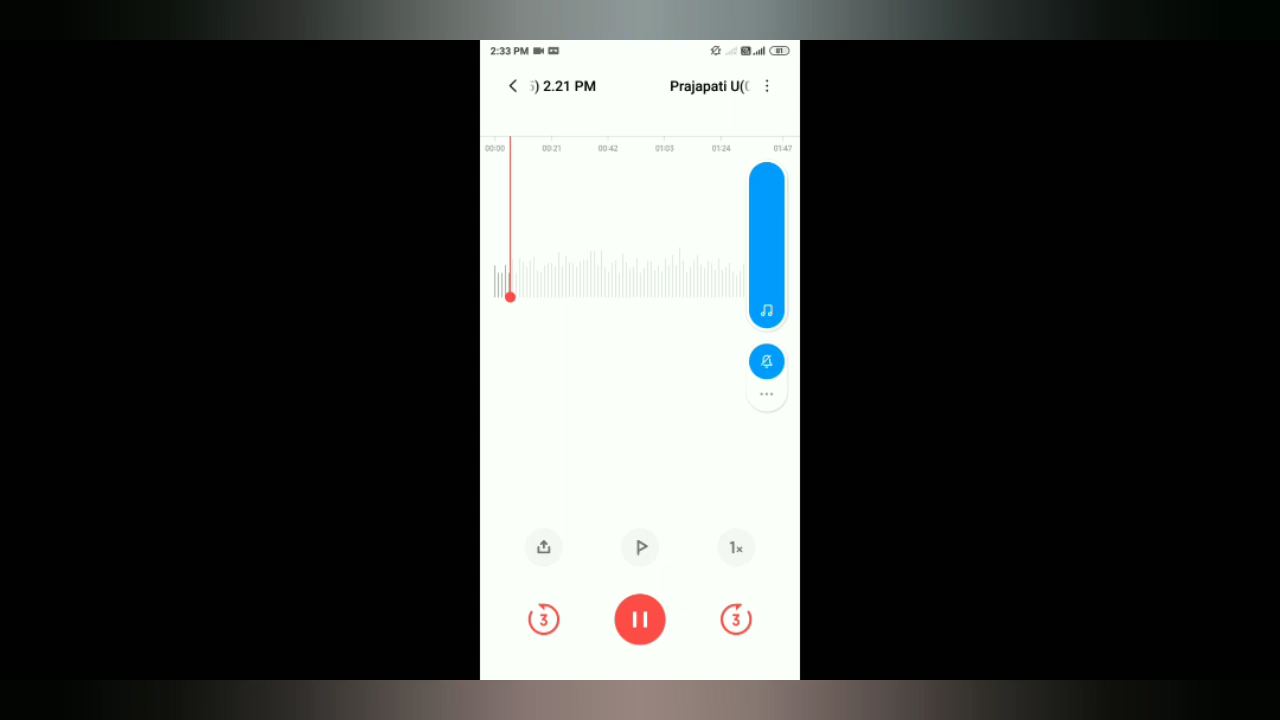 2:33 PM
81
) 2.21 PM Prajapati U(
00:00 00:21 00:42 01:03 01:24 01:47
1x
3 3